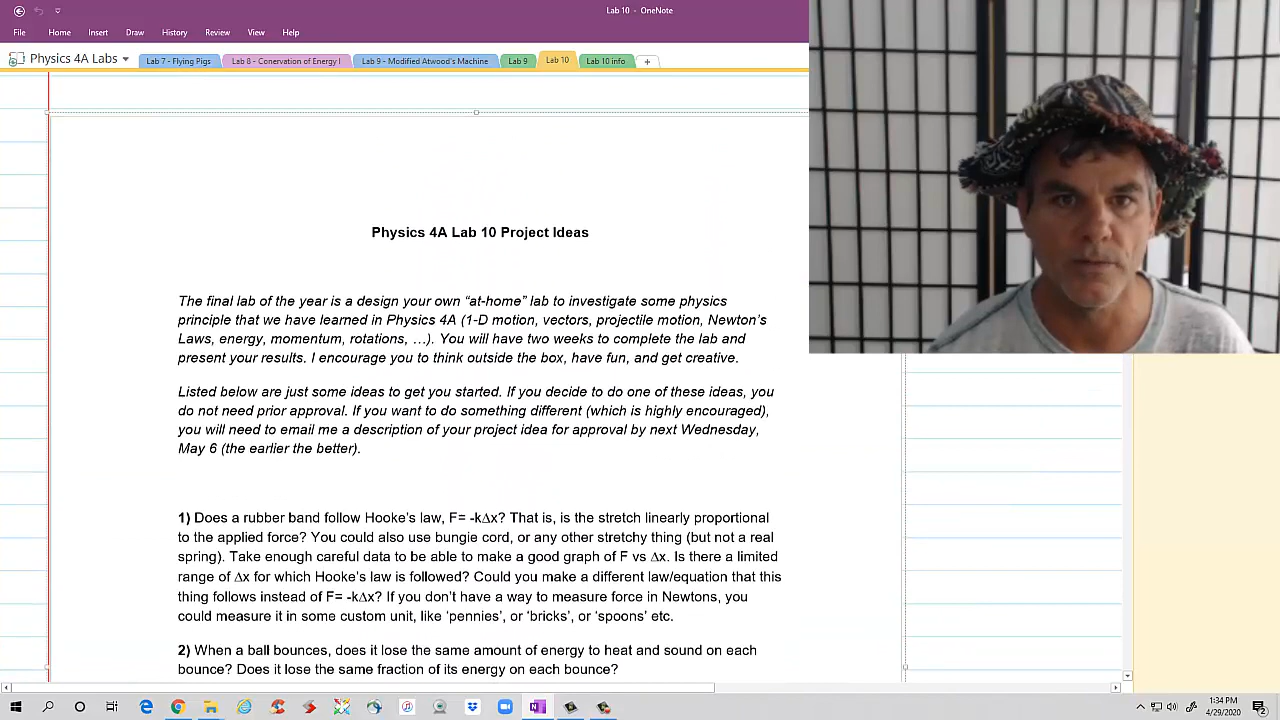 Lab 10 - OneNote
File Home Insert Draw History Review View Help
Physics 4A Labs Lab 7 - Flying Pigs Lab 8 - Conervation of Energy I Lab 9 - Modified Atwood's Machine Lab 9 Lab 10 Lab 10 info
Physics 4A Lab 10 Project Ideas
The final lab of the year is a design your own “at-home” lab to investigate some physics
principle that we have learned in Physics 4A (1-D motion, vectors, projectile motion, Newton’s
Laws, energy, momentum, rotations, …). You will have two weeks to complete the lab and
present your results. I encourage you to think outside the box, have fun, and get creative.
Listed below are just some ideas to get you started. If you decide to do one of these ideas, you
do not need prior approval. If you want to do something different (which is highly encouraged),
you will need to email me a description of your project idea for approval by next Wednesday,
May 6 (the earlier the better).
1) Does a rubber band follow Hooke’s law, F= -k∆x? That is, is the stretch linearly proportional
to the applied force? You could also use bungie cord, or any other stretchy thing (but not a real
spring). Take enough careful data to be able to make a good graph of F vs ∆x. Is there a limited
range of ∆x for which Hooke’s law is followed? Could you make a different law/equation that this
thing follows instead of F= -k∆x? If you don’t have a way to measure force in Newtons, you
could measure it in some custom unit, like ‘pennies’, or ‘bricks’, or ‘spoons’ etc.
2) When a ball bounces, does it lose the same amount of energy to heat and sound on each
bounce? Does it lose the same fraction of its energy on each bounce?
1:34 PM
4/29/2020
2